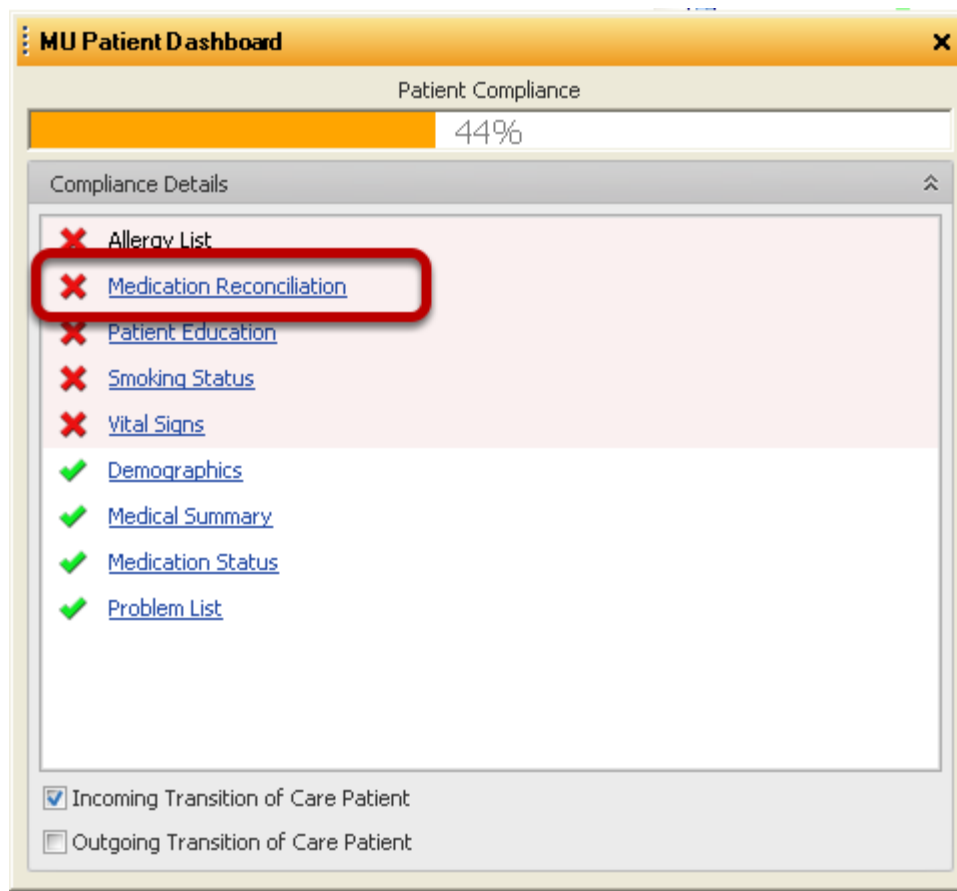 MU Patient Dashboard
Patient Compliance
44%
Compliance Details
Allergy List
Medication Reconciliation
Patient Education
Smoking Status
Vital Signs
Demographics
Medical Summary
Medication Status
Problem List
Incoming Transition of Care Patient
Outgoing Transition of Care Patient